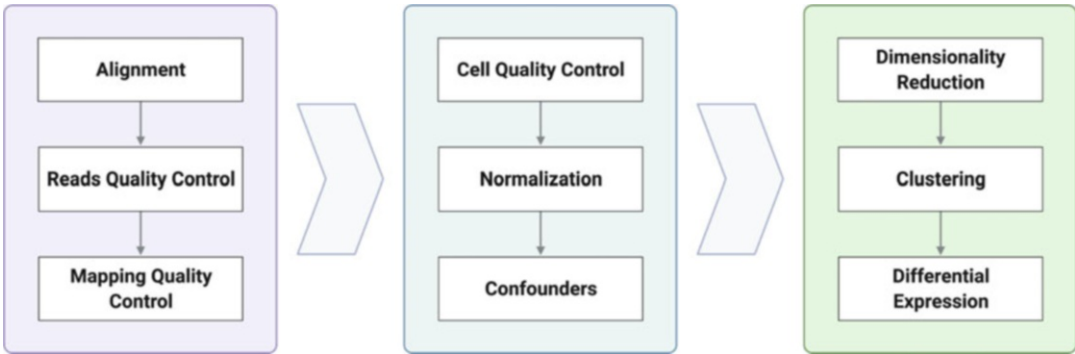 Alignment
Reads Quality Control
Mapping Quality
Control
Cell Quality Control
Normalization
Confounders
Dimensionality
Reduction
Clustering
Differential
Expression